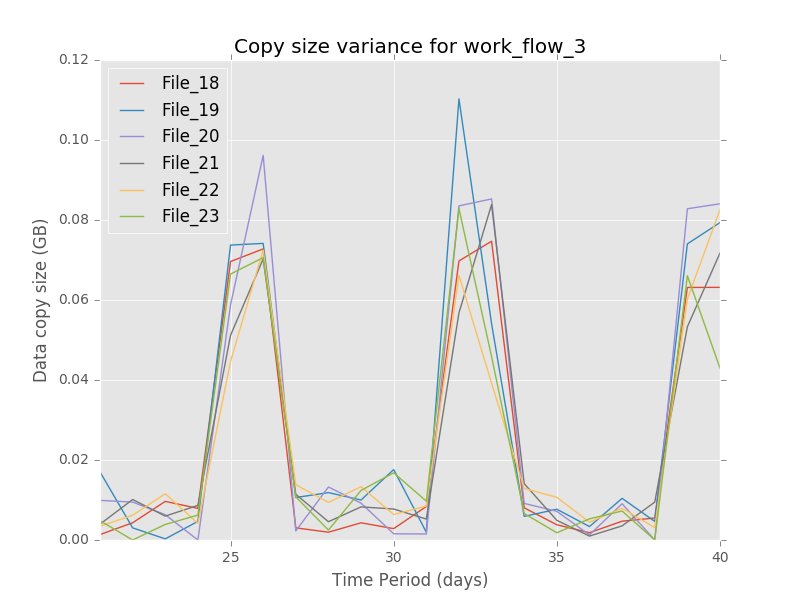 Copy size variance for work_flow_3
0.12
0.10
0.08
0.06
0.04
0.02
0.00
Data copy size (GB)
File_18
File_19
File_20
File_21
File_22
File_23
25 30 35 40
Time Period (days)